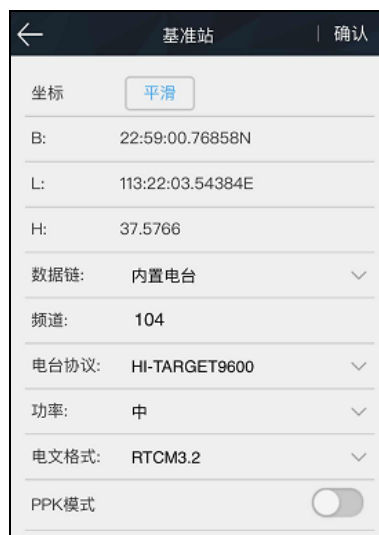 基准站 | 确认
坐标 平滑
B: 22:59:00.76858N
L: 113:22:03.54384E
H: 37.5766
数据链: 内置电台
频道: 104
电台协议: HI-TARGET9600
功率: 中
电文格式: RTCM3.2
PPK模式